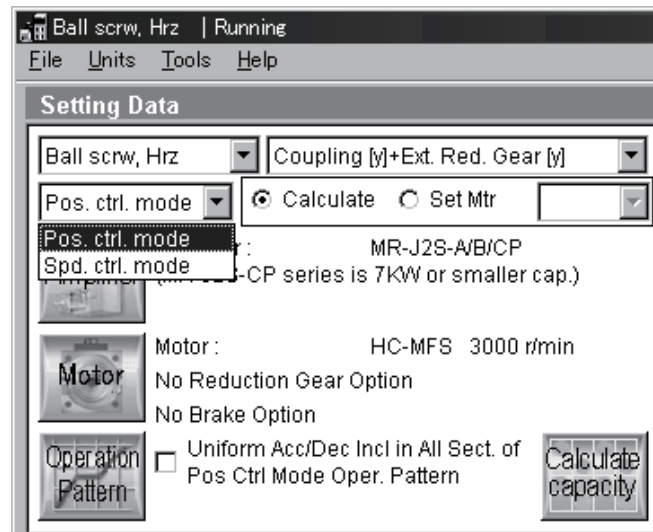 Ball scrw, Hrz | Running
File Units Tools Help
Setting Data
Ball scrw, Hrz Coupling [y]+Ext. Red. Gear [y]
Pos. ctrl. mode Calculate Set Mtr
Pos. ctrl. mode
Spd. ctrl. mode
: MR-J2S-A/B/CP
-CP series is 7KW or smaller cap.)
Motor : HC-MFS 3000 r/min
Motor
No Reduction Gear Option
No Brake Option
Operation Pattern
Uniform Acc/Dec Incl in All Sect. of
Pos Ctrl Mode Oper. Pattern
Calculate
capacity